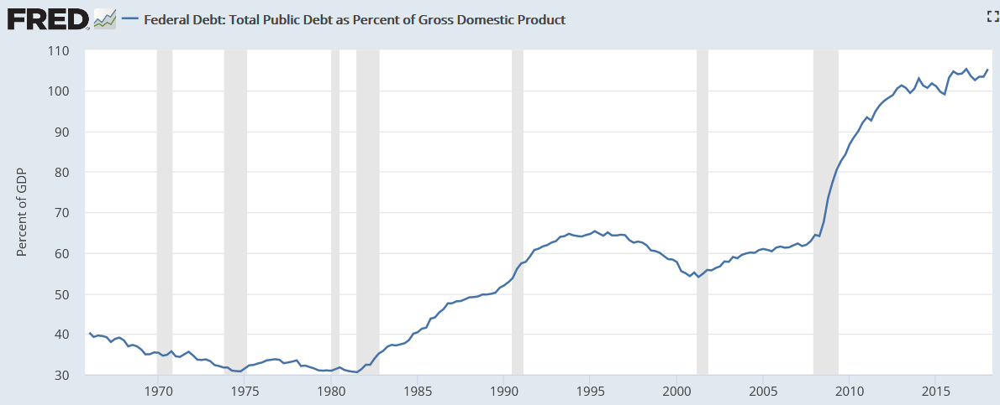 FRED
Federal Debt: Total Public Debt as Percent of Gross Domestic Product
Percent of GDP
110
100
90
80
70
60
50
40
30
1970 1975 1980 1985 1990 1995 2000 2005 2010 2015